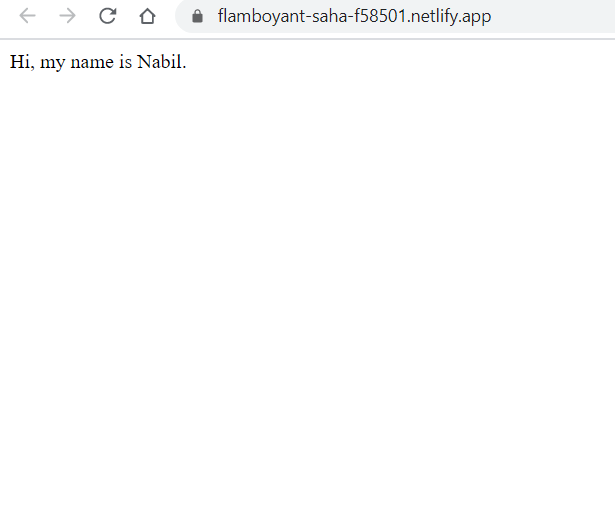 flamboyant-saha-f58501.netlify.app
Hi, my name is Nabil.